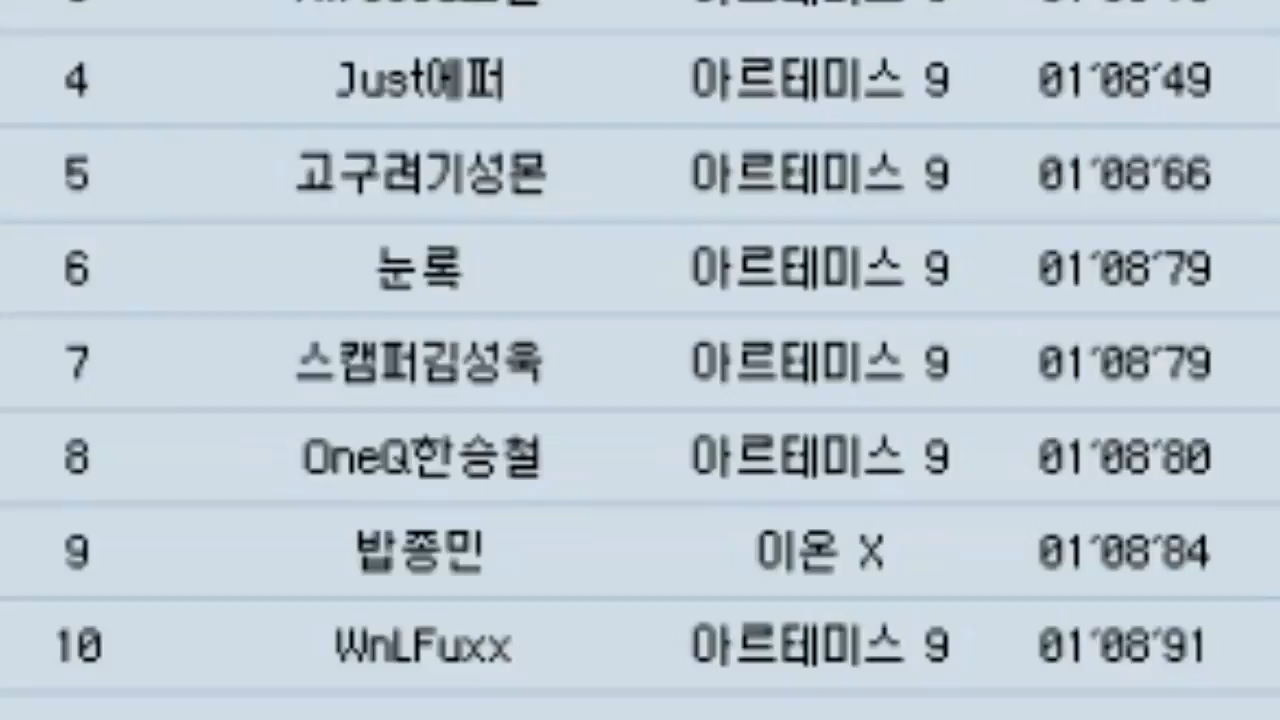 4 Just에퍼 아르테미스 9 01'08'49
5 고구려기성몬 아르테미스 9 01'08'66
6 눈록 아르테미스 9 01'08'79
7 스캠퍼김성욱 아르테미스 9 01'08'79
8 OneQ한승철 아르테미스 9 01'08'80
9 밥종민 이온 X 01'08'84
10 WnLFuxx 아르테미스 9 01'08'91